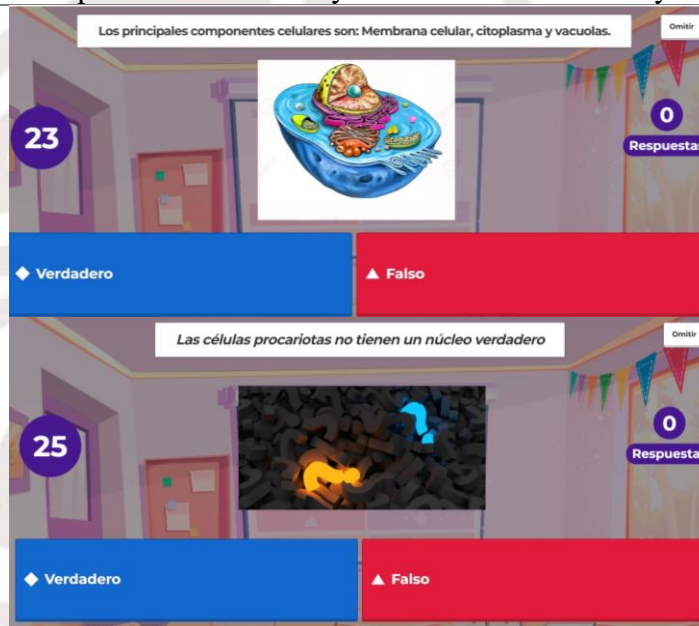 Los principales componentes celulares son: Membrana celular, citoplasma y vacuolas.
Omitir
23
0
Respuestas
Verdadero
Falso
Las células procariotas no tienen un núcleo verdadero
Omitir
25
0
Respuesta
Verdadero
Falso